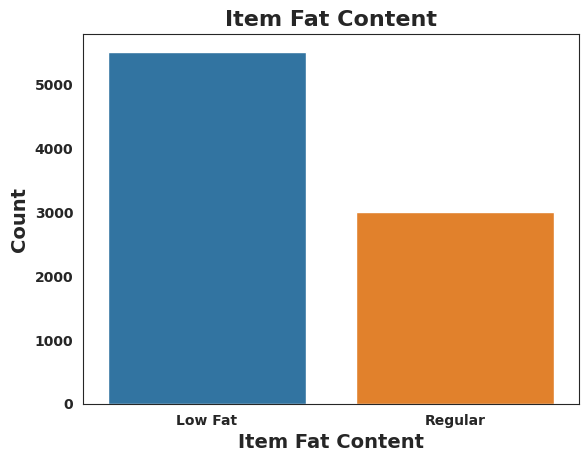 Item Fat Content
Count
5000
4000
3000
2000
1000
0
Low Fat
Regular
Item Fat Content